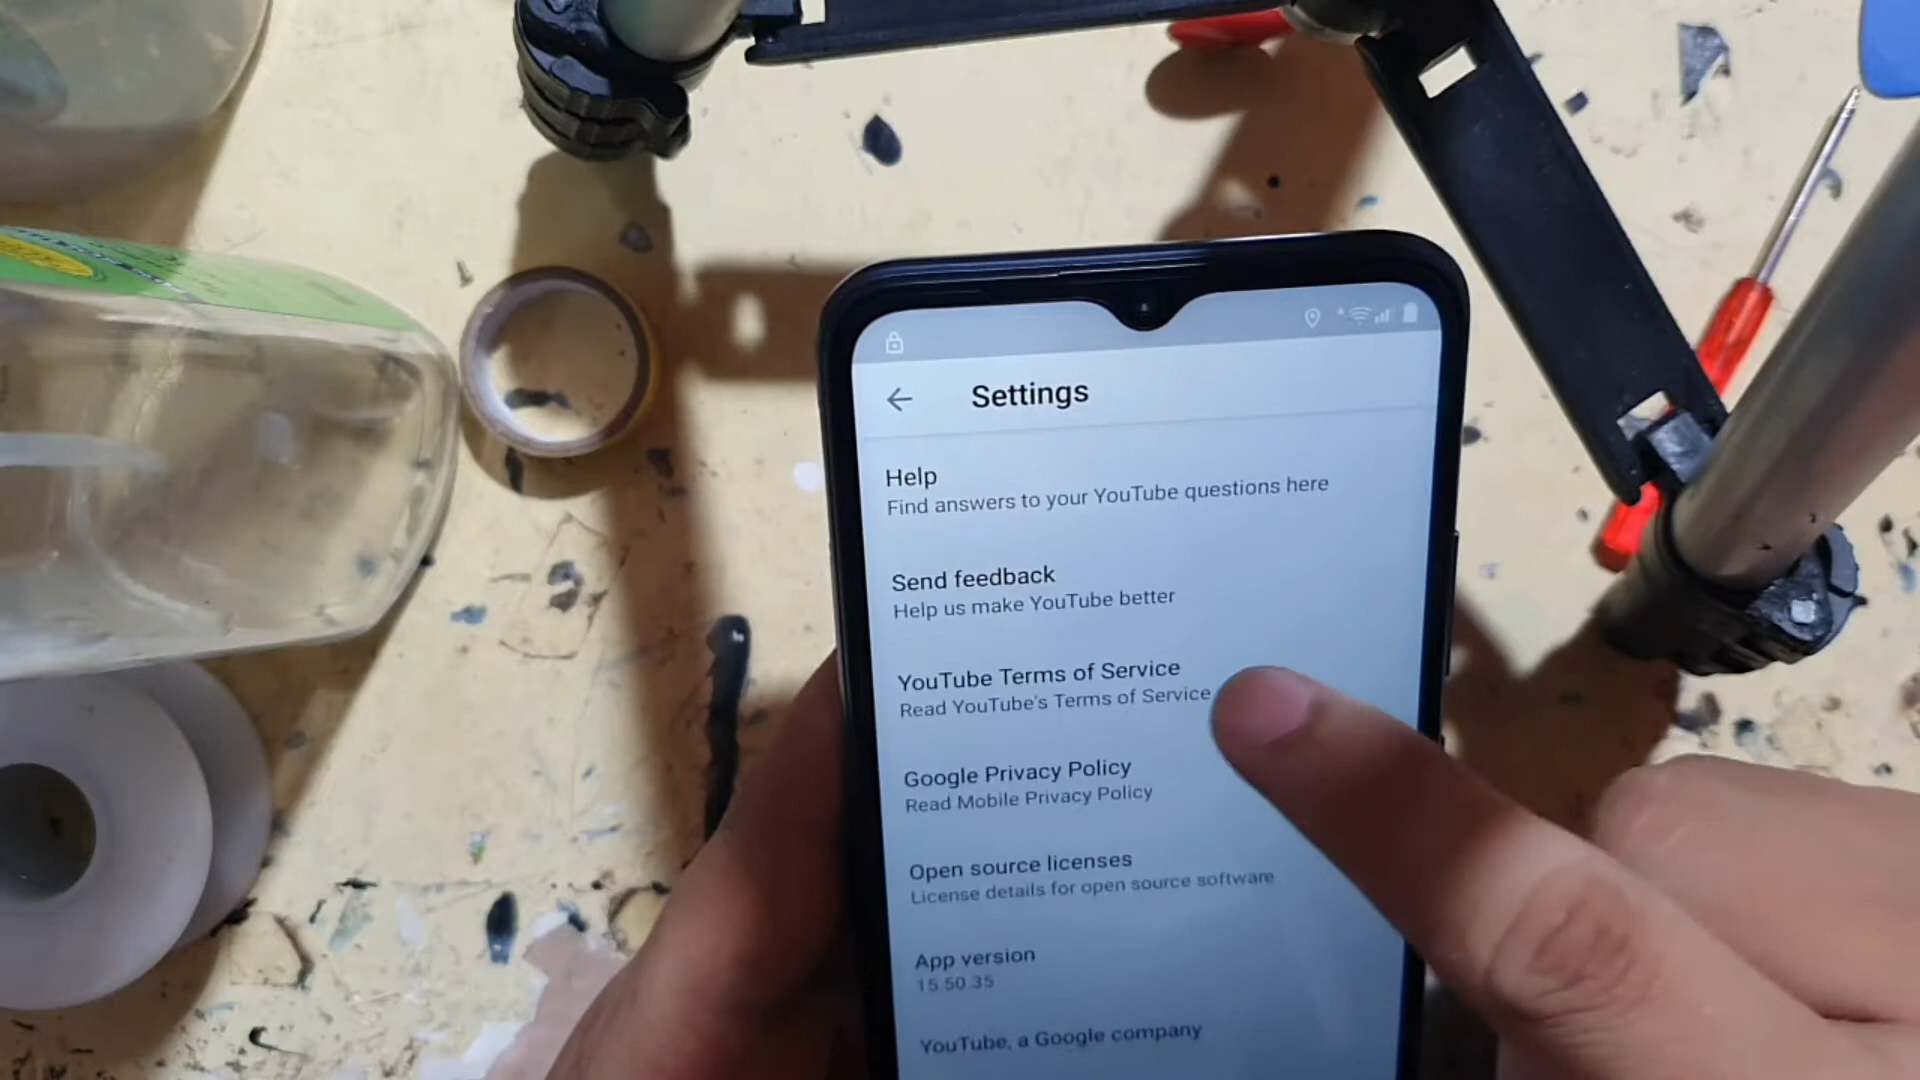 Settings
Help
Find answers to your YouTube questions here
Send feedback
Help us make YouTube better
YouTube Terms of Service
Read YouTube's Terms of Service
Google Privacy Policy
Read Mobile Privacy Policy
Open source licenses
License details for open source software
App version
15.50.35
YouTube, a Google company